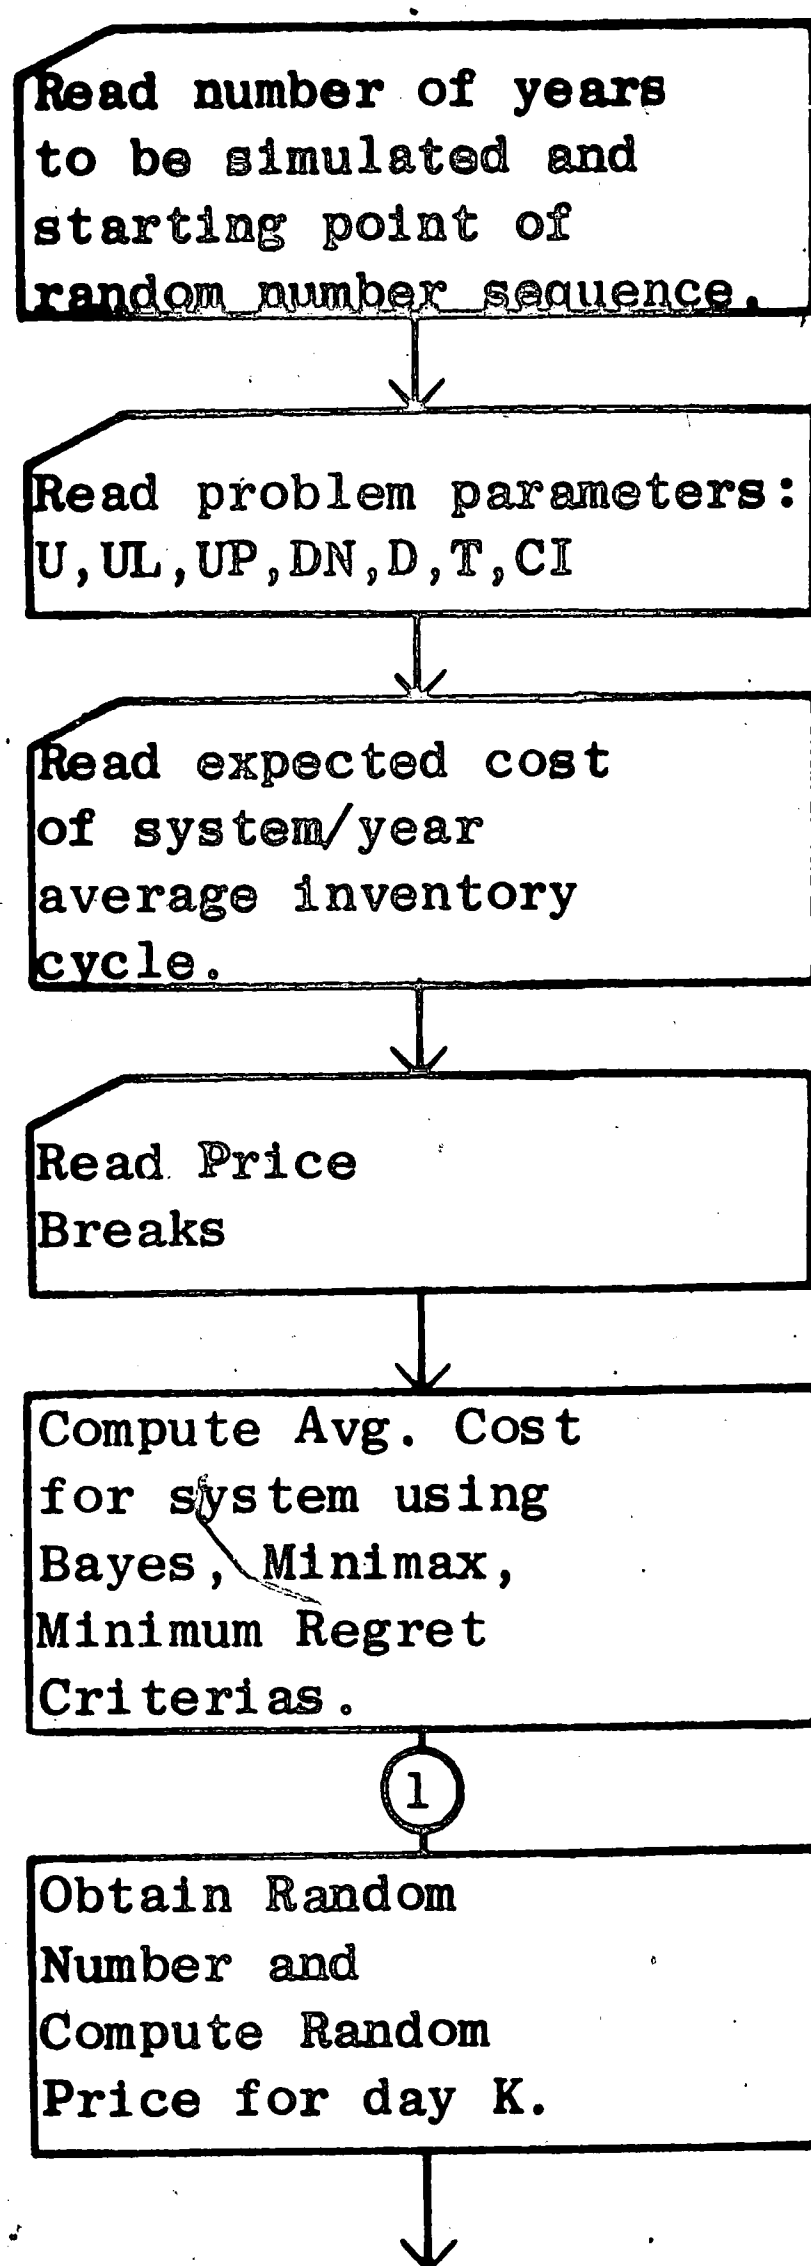 Read number of years
to be simulated and
starting point of
random number sequence.
Read problem parameters:
U,UL,UP,DN,D,T,CI
Read expected cost
of system/year
average inventory
cycle.
Read Price
Breaks
Compute Avg. Cost
for system using
Bayes, Minimax,
Minimum Regret
Criterias.
1
Obtain Random
Number and
Compute Random
Price for day K.